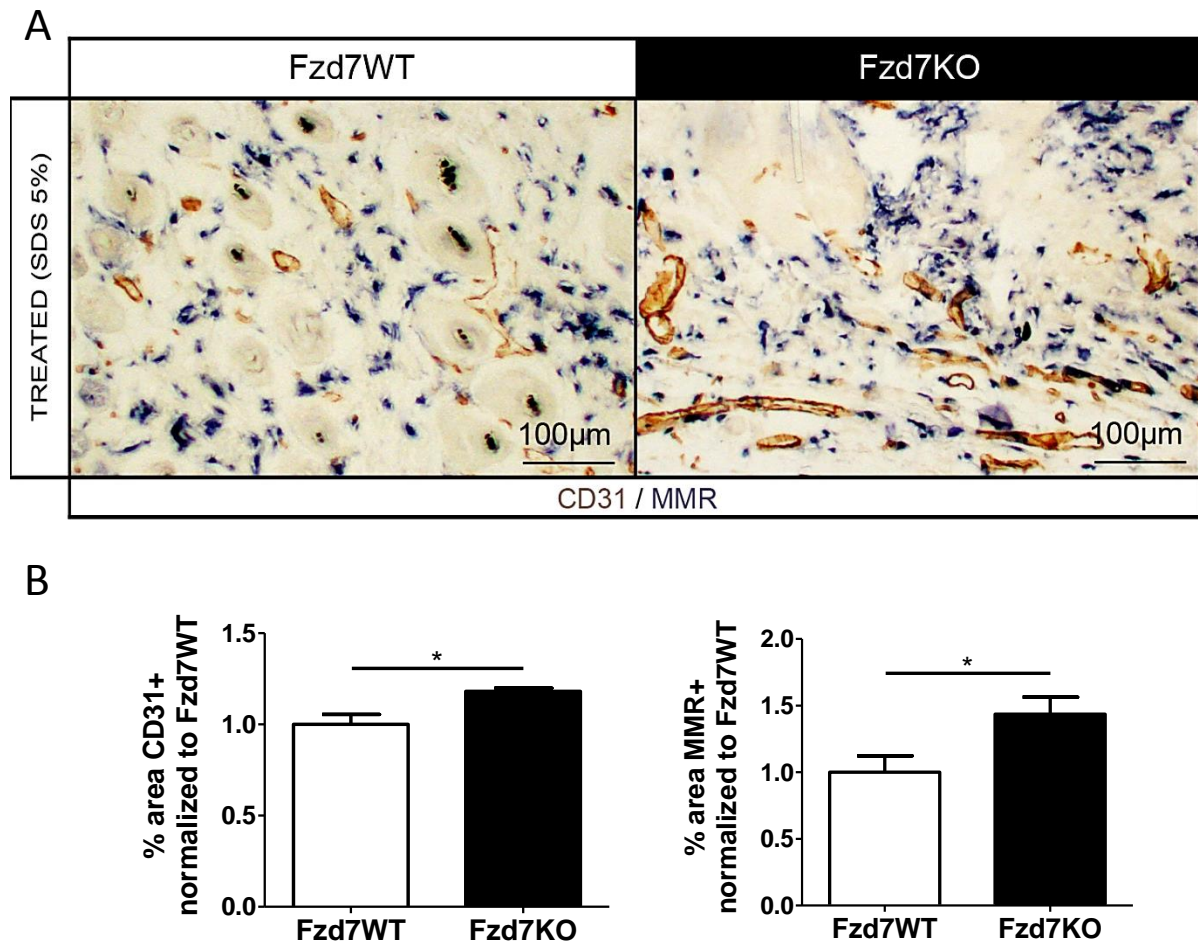 A
Fzd7WT
Fzd7KO
TREATED (SDS 5%)
100µm
100µm
CD31 / MMR
B
% area CD31+
normalized to Fzd7WT
1.5
1.0
0.5
0.0
*
Fzd7WT
Fzd7KO
% area MMR+
normalized to Fzd7WT
2.0
1.5
1.0
0.5
0.0
*
Fzd7WT
Fzd7KO